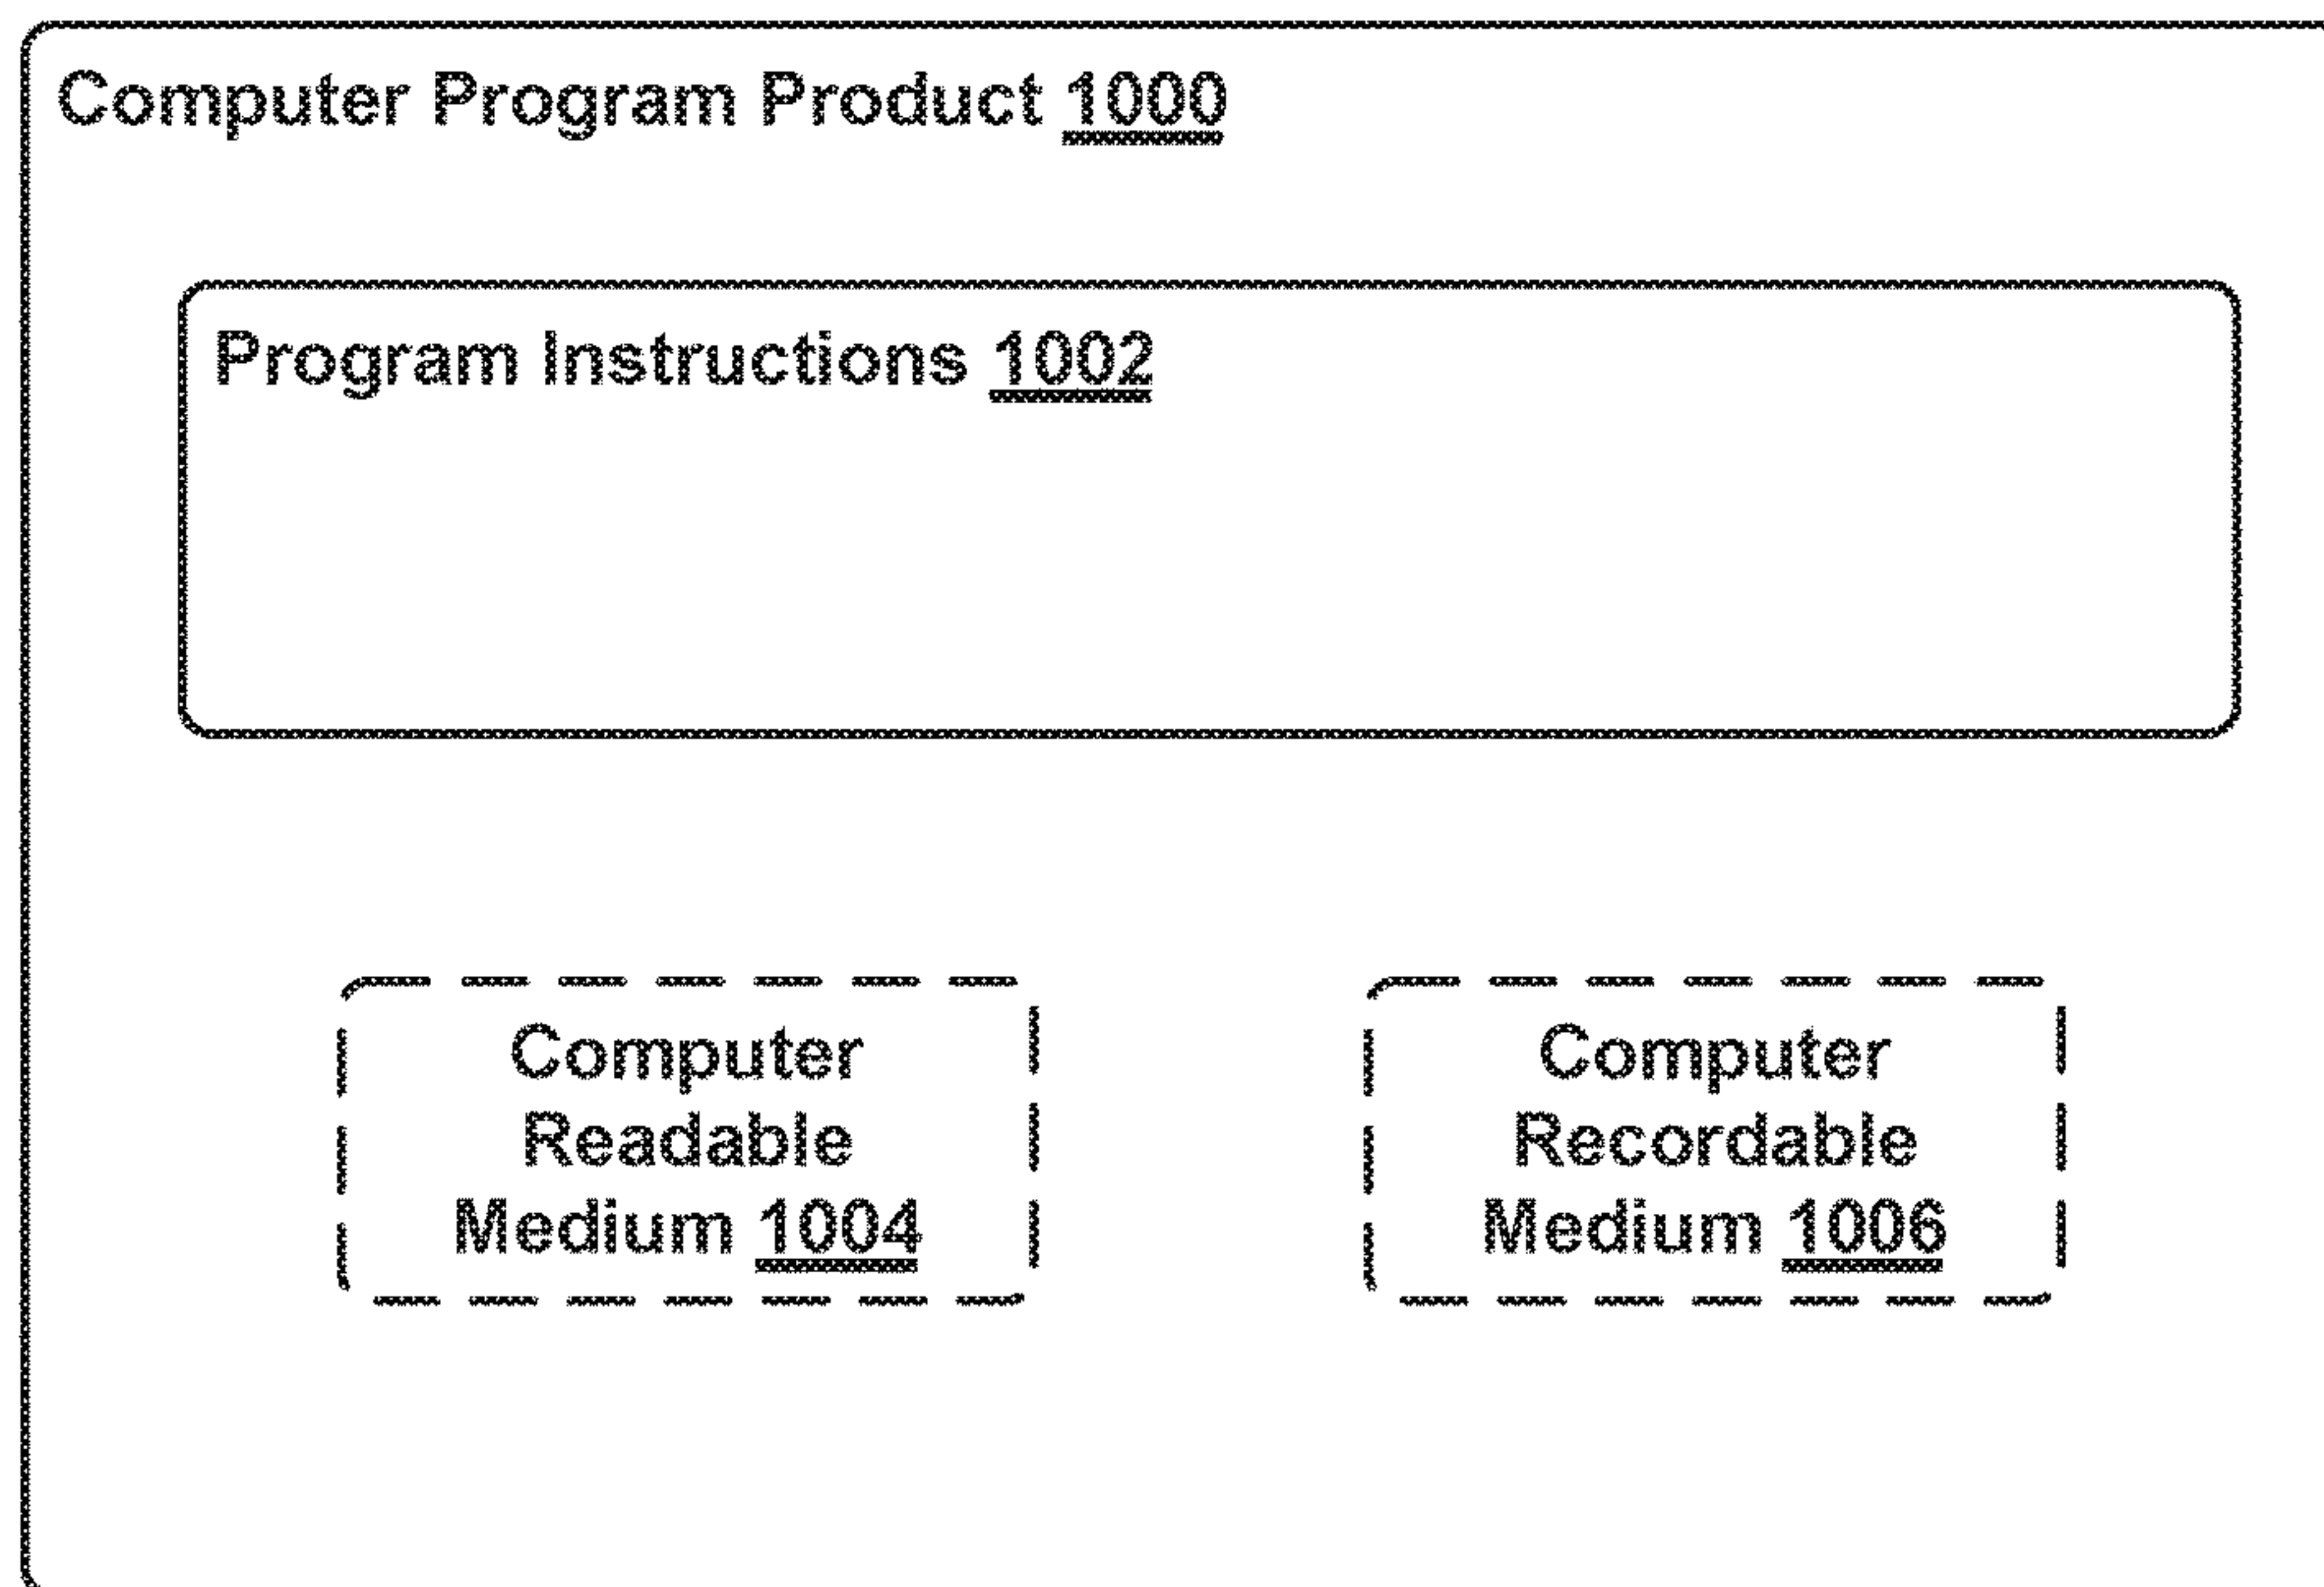 Computer Program Product 1000
Program Instructions 1002
Computer
Readable
Medium 1004
Computer
Recordable
Medium 1006